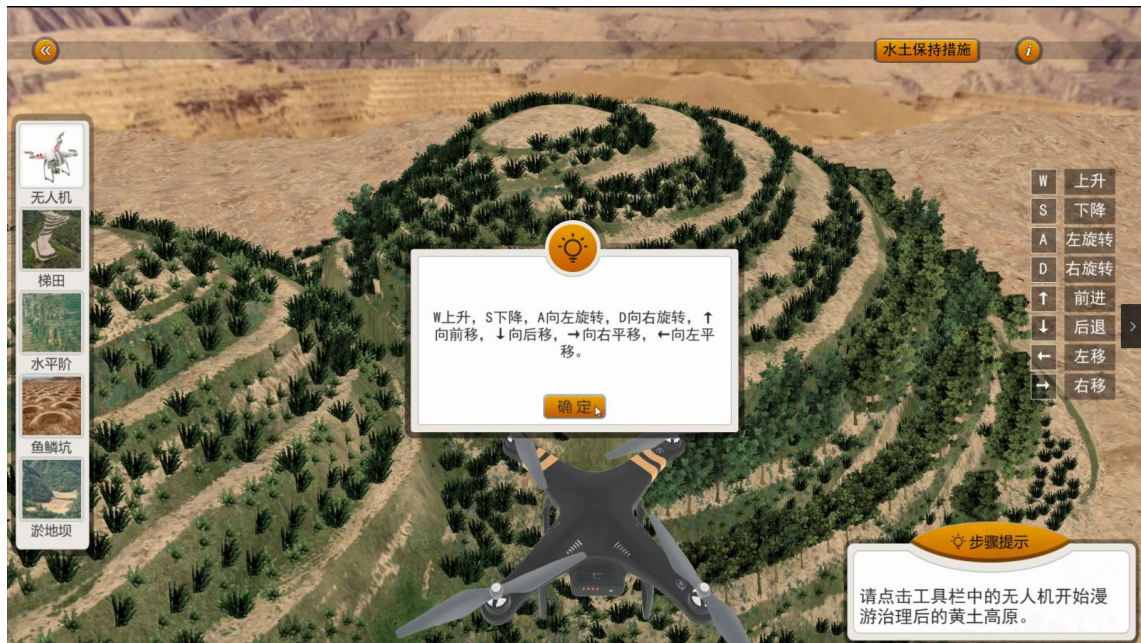 水土保持措施
i
无人机
梯田
水平阶
鱼鳞坑
淤地坝
W 上升
S 下降
A 左旋转
D 右旋转
↑ 前进
↓ 后退
← 左移
→ 右移
W上升，S下降，A向左旋转，D向右旋转，↑
向前移，↓向后移，→向右平移，←向左平
移。
确定
步骤提示
请点击工具栏中的无人机开始漫
游治理后的黄土高原。